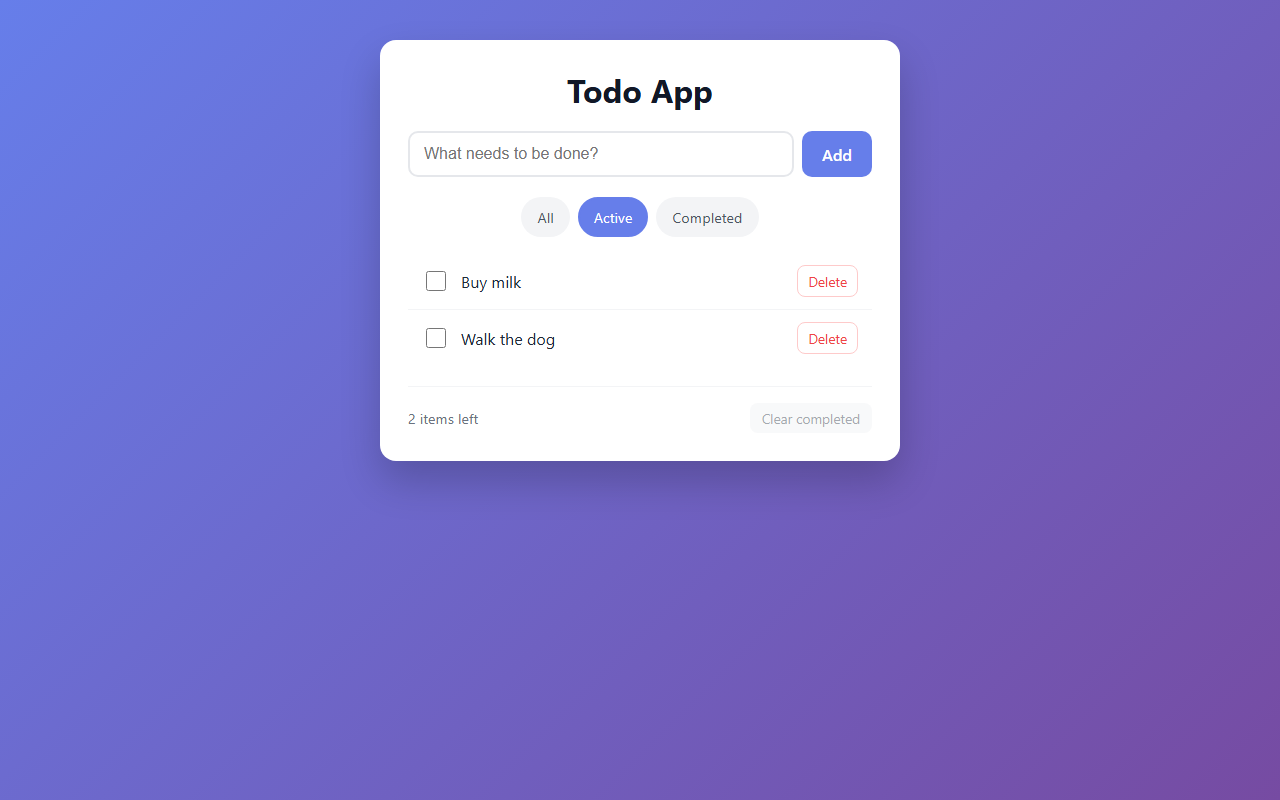 Todo App
What needs to be done? Add
All Active Completed
Buy milk Delete
Walk the dog Delete
2 items left Clear completed